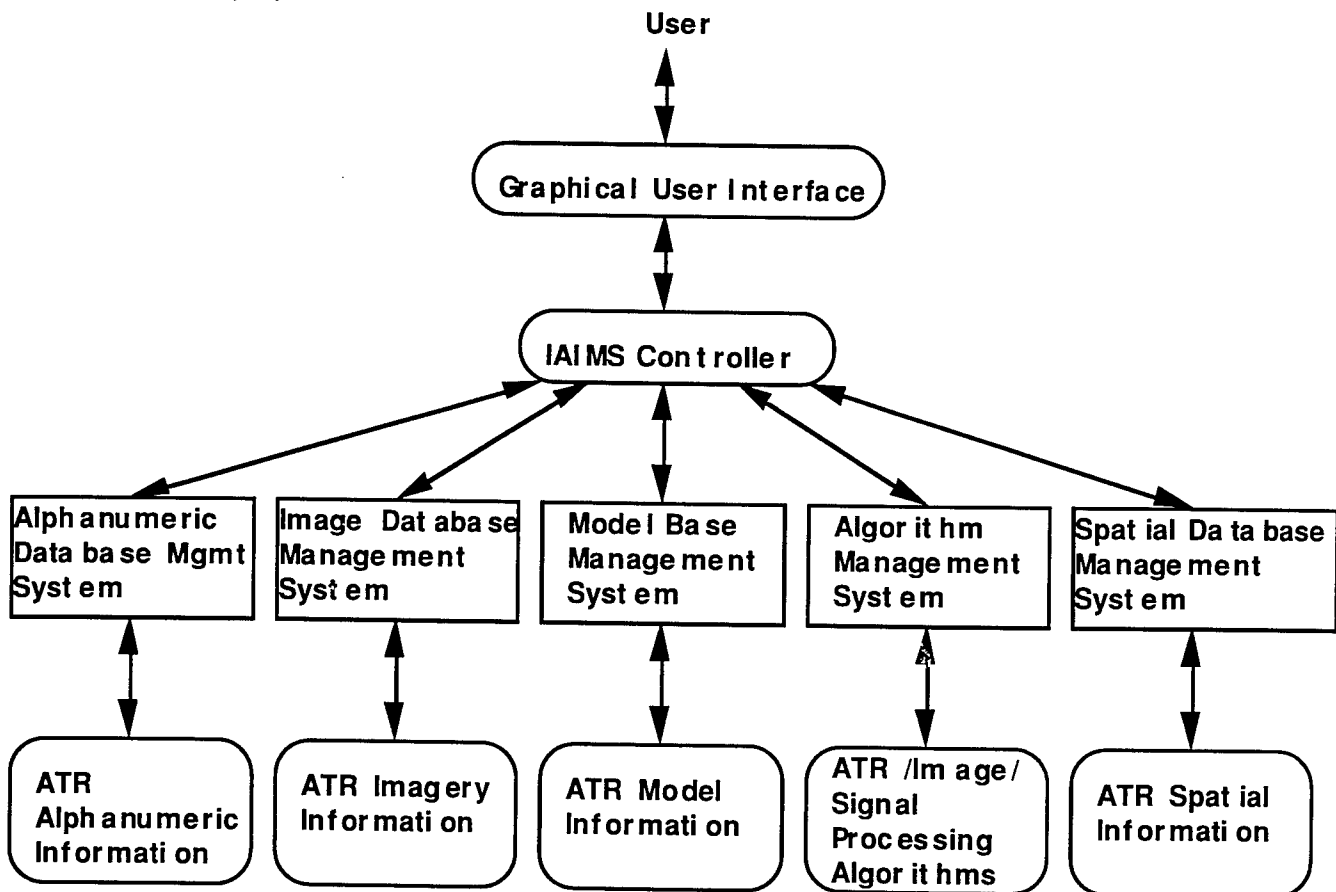 User
Graphical User Interface
IAIMS Controller
Alphanumeric
Database Mgmt
System
Image Database
Management
System
Model Base
Management
System
Algorithm
Management
System
Spatial Database
Management
System
ATR
Alphanumeric
Information
ATR Imagery
Information
ATR Model
Information
ATR /Image/
Signal
Processing
Algorithms
ATR Spatial
Information